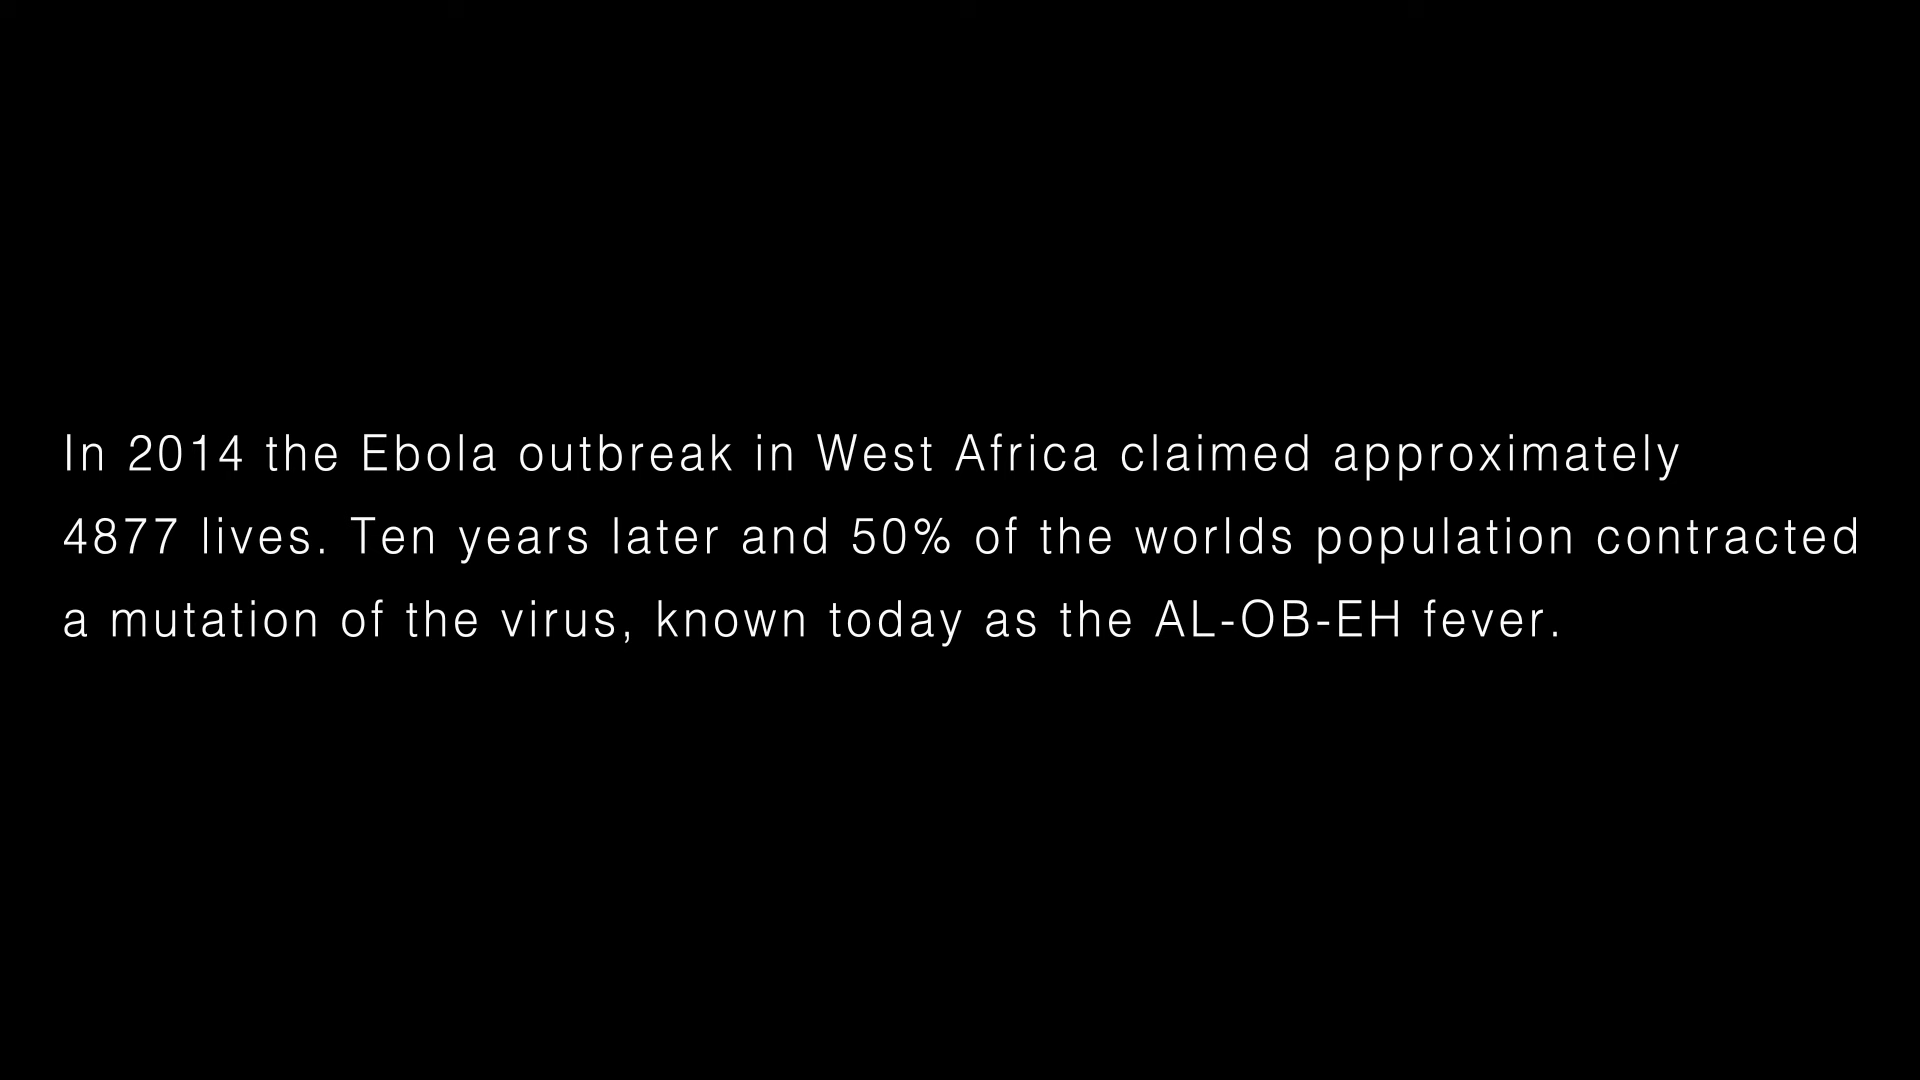 In 2014 the Ebola outbreak in West Africa claimed approximately
4877 lives. Ten years later and 50% of the worlds population contracted
a mutation of the virus, known today as the AL-OB-EH fever.